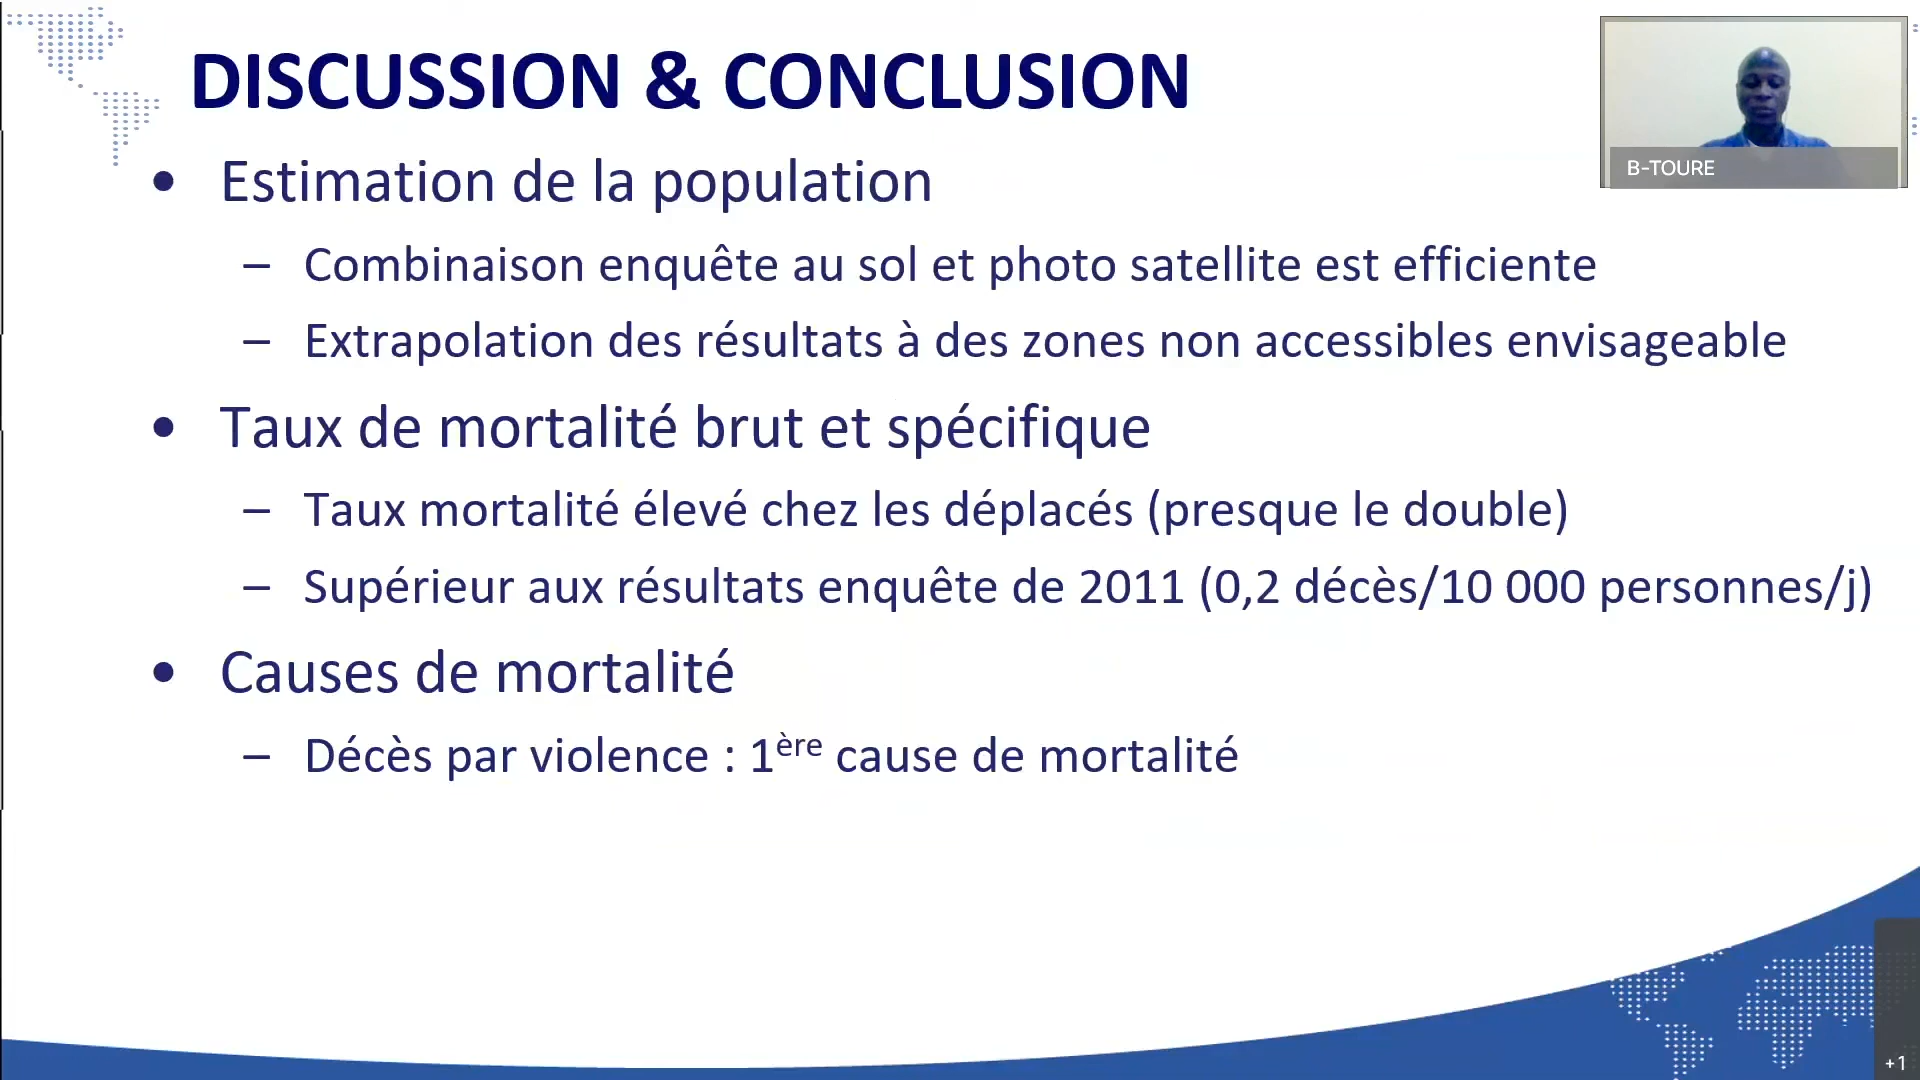 DISCUSSION & CONCLUSION
B-TOURE
• Estimation de la population
– Combinaison enquête au sol et photo satellite est efficiente
– Extrapolation des résultats à des zones non accessibles envisageable
• Taux de mortalité brut et spécifique
– Taux mortalité élevé chez les déplacés (presque le double)
– Supérieur aux résultats enquête de 2011 (0,2 décès/10 000 personnes/j)
• Causes de mortalité
– Décès par violence : 1ère cause de mortalité
+1